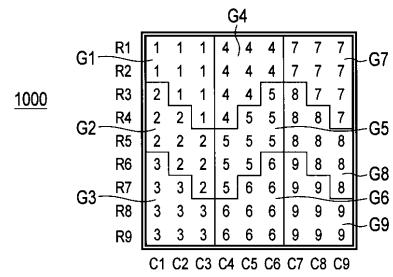 G4
R1 1 1 1 4 4 4 7 7 7
G1 G7
R2 1 1 1 4 4 4 7 7 7
1000 R3 2 1 1 4 4 5 8 7 7
R4 2 2 1 4 5 5 8 8 7
G2 G5
R5 2 2 2 5 5 5 8 8 8
R6 3 2 2 5 5 6 9 8 8
G8
R7 3 3 2 5 6 6 9 9 8
G3 G6
R8 3 3 3 6 6 6 9 9 9
G9
R9 3 3 3 6 6 6 9 9 9
C1 C2 C3 C4 C5 C6 C7 C8 C9